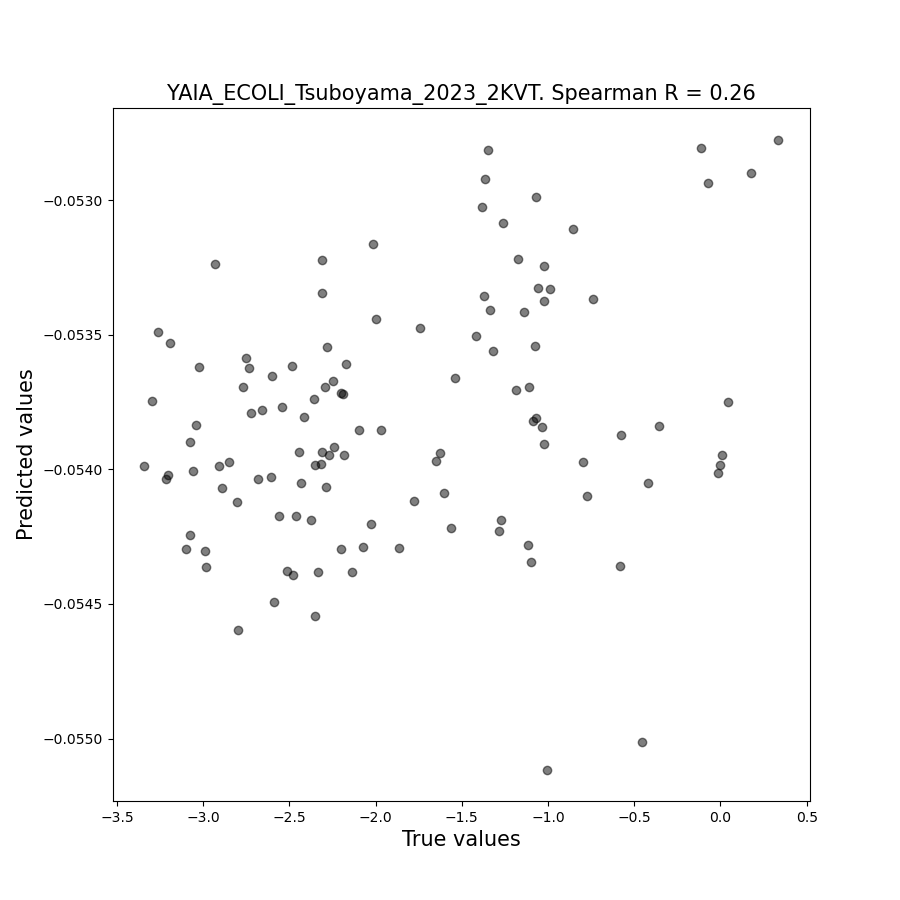 YAIA_ECOLI_Tsuboyama_2023_2KVT. Spearman R = 0.26
−0.0530
−0.0535
−0.0540
−0.0545
−0.0550
Predicted values
−3.5 −3.0 −2.5 −2.0 −1.5 −1.0 −0.5 0.0 0.5
True values